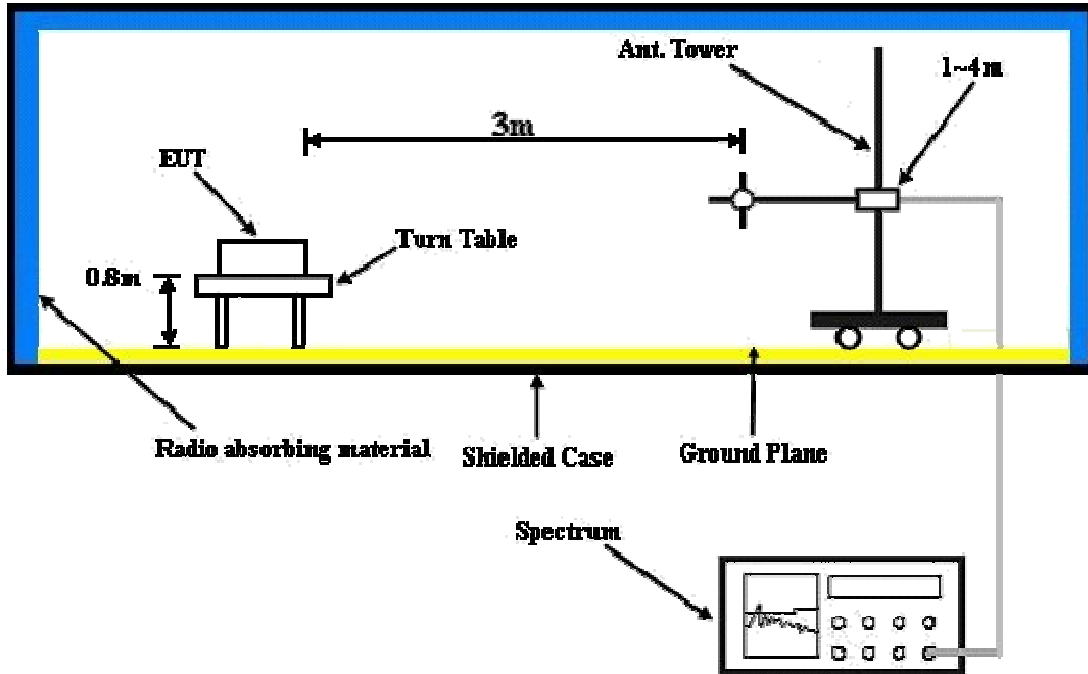 Ant. Tower
1~4m
3m
EUT
Turn Table
0.8m
Radio absorbing material
Shielded Case
Ground Plane
Spectrum